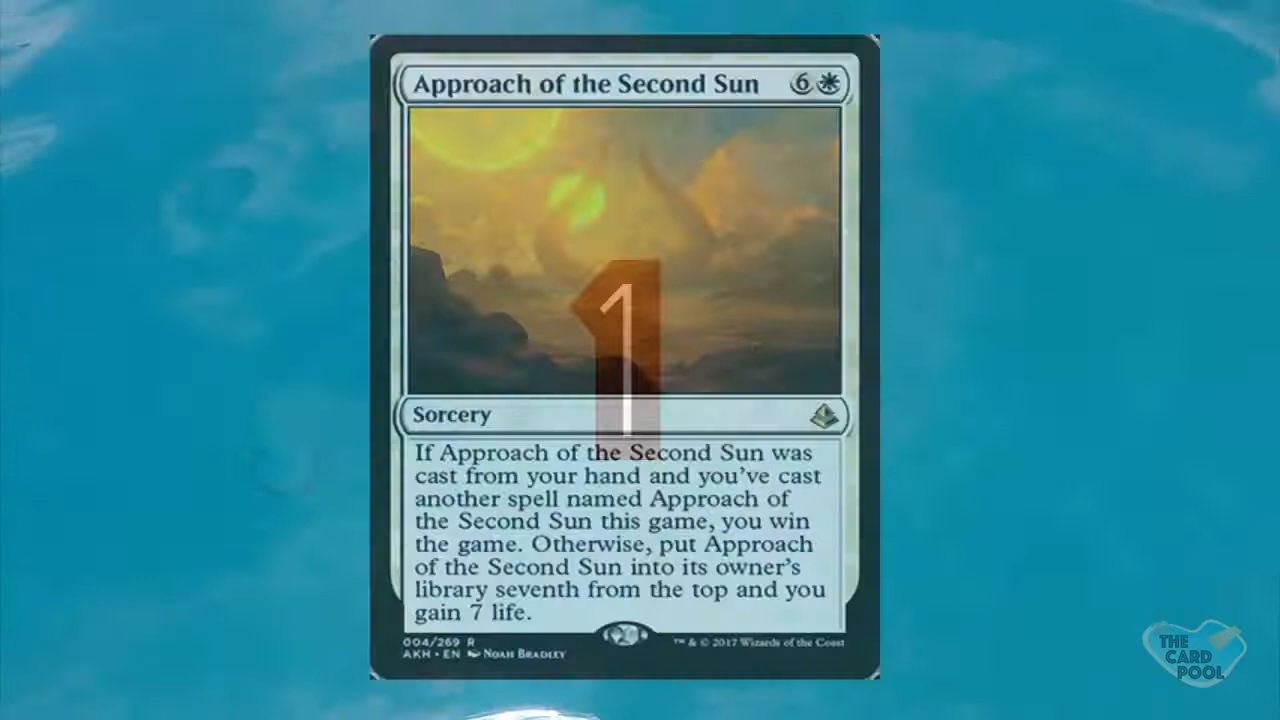 Approach of the Second Sun 6
1
Sorcery
If Approach of the Second Sun was
cast from your hand and you've cast
another spell named Approach of
the Second Sun this game, you win
the game. Otherwise, put Approach
of the Second Sun into its owner's
library seventh from the top and you
gain 7 life.
004/269 R
AKH • EN Noah Bradley
™ & © 2017 Wizards of the Coast
THE
CARD
POOL